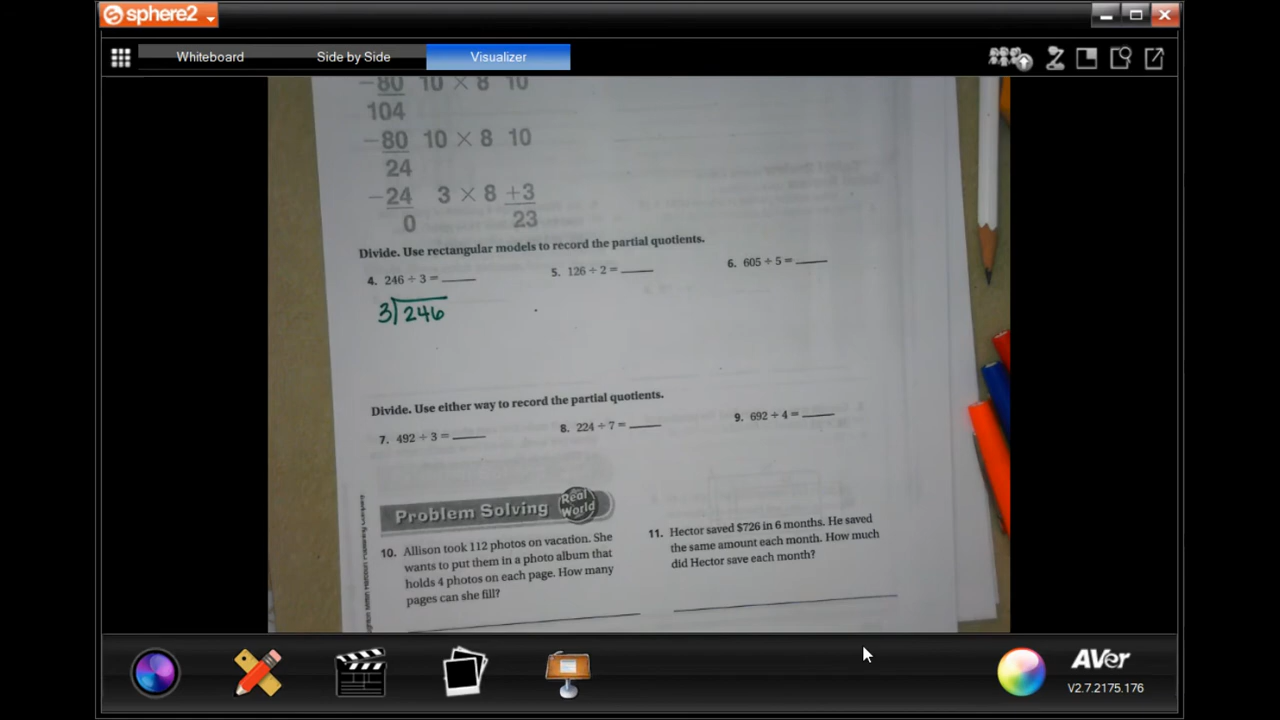 sphere2
Whiteboard Side by Side Visualizer
-80 10 × 8 10
104
-80 10 × 8 10
24
-24 3 × 8 +3
0 23
Divide. Use rectangular models to record the partial quotients.
4. 246 ÷ 3 = ____ 5. 126 ÷ 2 = ____ 6. 605 ÷ 5 = ____
3)246
Divide. Use either way to record the partial quotients.
7. 492 ÷ 3 = ____ 8. 224 ÷ 7 = ____ 9. 692 ÷ 4 = ____
Problem Solving Real World
10. Allison took 112 photos on vacation. She
wants to put them in a photo album that
holds 4 photos on each page. How many
pages can she fill?
11. Hector saved $726 in 6 months. He saved
the same amount each month. How much
did Hector save each month?
AVer
V2.7.2175.176